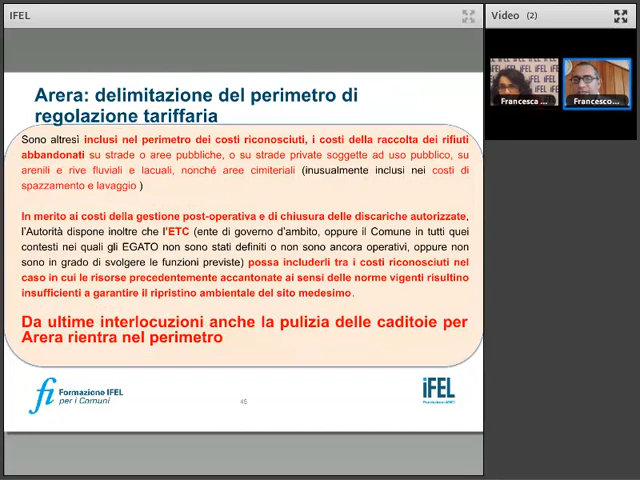 IFEL
Video (2)
Francesca ...
Francesco...
Arera: delimitazione del perimetro di
regolazione tariffaria
Sono altresì inclusi nel perimetro dei costi riconosciuti, i costi della raccolta dei rifiuti
abbandonati su strade o aree pubbliche, o su strade private soggette ad uso pubblico, su
arenili e rive fluviali e lacuali, nonché aree cimiteriali (inusualmente inclusi nei costi di
spazzamento e lavaggio )
In merito ai costi della gestione post-operativa e di chiusura delle discariche autorizzate,
l'Autorità dispone inoltre che l'ETC (ente di governo d'ambito, oppure il Comune in tutti quei
contesti nei quali gli EGATO non sono stati definiti o non sono ancora operativi, oppure non
sono in grado di svolgere le funzioni previste) possa includerli tra i costi riconosciuti nel
caso in cui le risorse precedentemente accantonate ai sensi delle norme vigenti risultino
insufficienti a garantire il ripristino ambientale del sito medesimo.
Da ultime interlocuzioni anche la pulizia delle caditoie per
Arera rientra nel perimetro
fi Formazione IFEL
per i Comuni
45
iFEL